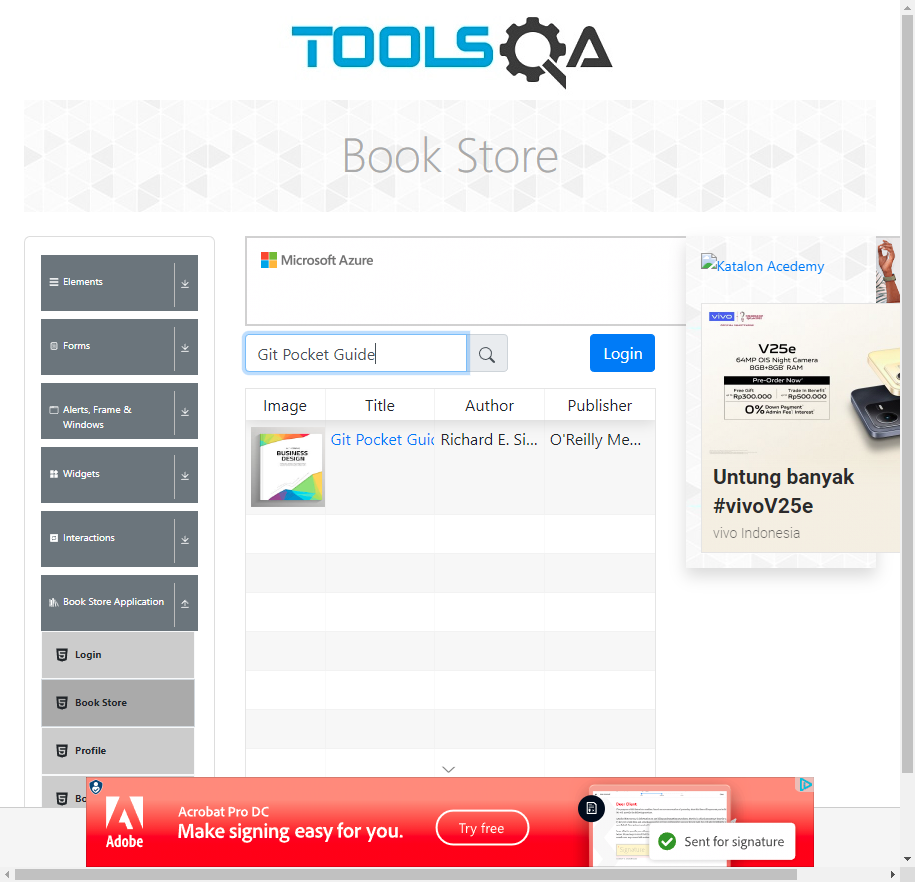 TOOLSQA
Book Store
Elements
Forms
Alerts, Frame &
Windows
Widgets
Interactions
Book Store Application
Login
Book Store
Profile
Bo
Microsoft Azure
Git Pocket Guide
Login
Image Title Author Publisher
BUSINESS
DESIGN
Git Pocket Guid Richard E. Si... O'Reilly Me...
Katalon Acedemy
vivo
V25e
64MP OIS Night Camera
8GB+8GB RAM
Pre-Order Now
Free Gift Trade in Benefit
Rp300.000 Rp500.000
0% Down Payment
Admin Fee Interest
Untung banyak
#vivoV25e
vivo Indonesia
Adobe
Acrobat Pro DC
Make signing easy for you.
Try free
Dear Client
Signature
Sent for signature